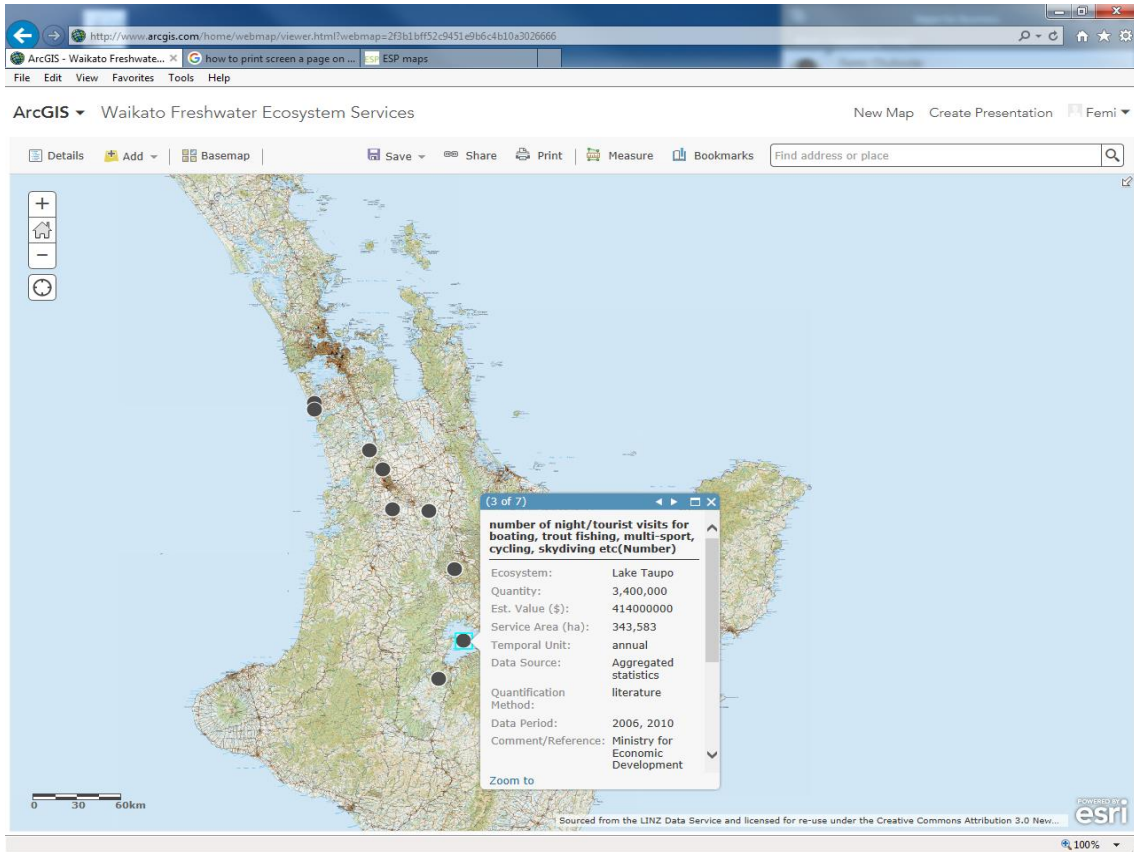 http://www.arcgis.com/home/webmap/viewer.html?webmap=2f3b1bff52c9451e9b6c4b10a3026666
ArcGIS - Waikato Freshwate... × how to print screen a page on ... ESP ESP maps
File Edit View Favorites Tools Help
ArcGIS Waikato Freshwater Ecosystem Services New Map Create Presentation Femi
Details Add Basemap Save Share Print Measure Bookmarks Find address or place
(3 of 7)
number of night/tourist visits for
boating, trout fishing, multi-sport,
cycling, skydiving etc(Number)
Ecosystem: Lake Taupo
Quantity: 3,400,000
Est. Value ($): 414000000
Service Area (ha): 343,583
Temporal Unit: annual
Data Source: Aggregated
statistics
Quantification literature
Method:
Data Period: 2006, 2010
Comment/Reference: Ministry for
Economic
Development
Zoom to
0 30 60km
Sourced from the LINZ Data Service and licensed for re-use under the Creative Commons Attribution 3.0 New...
POWERED BY
esri
100%